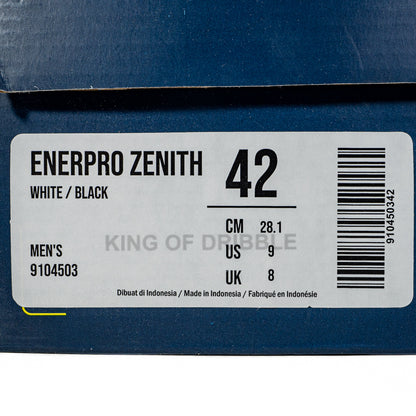 ENERPRO ZENITH
WHITE / BLACK
42
CM 28.1
KING OF DRIBBLE
US 9
UK 8
MEN'S
9104503
Dibuat di Indonesia / Made in Indonesia / Fabriqué en Indonésie
910450342